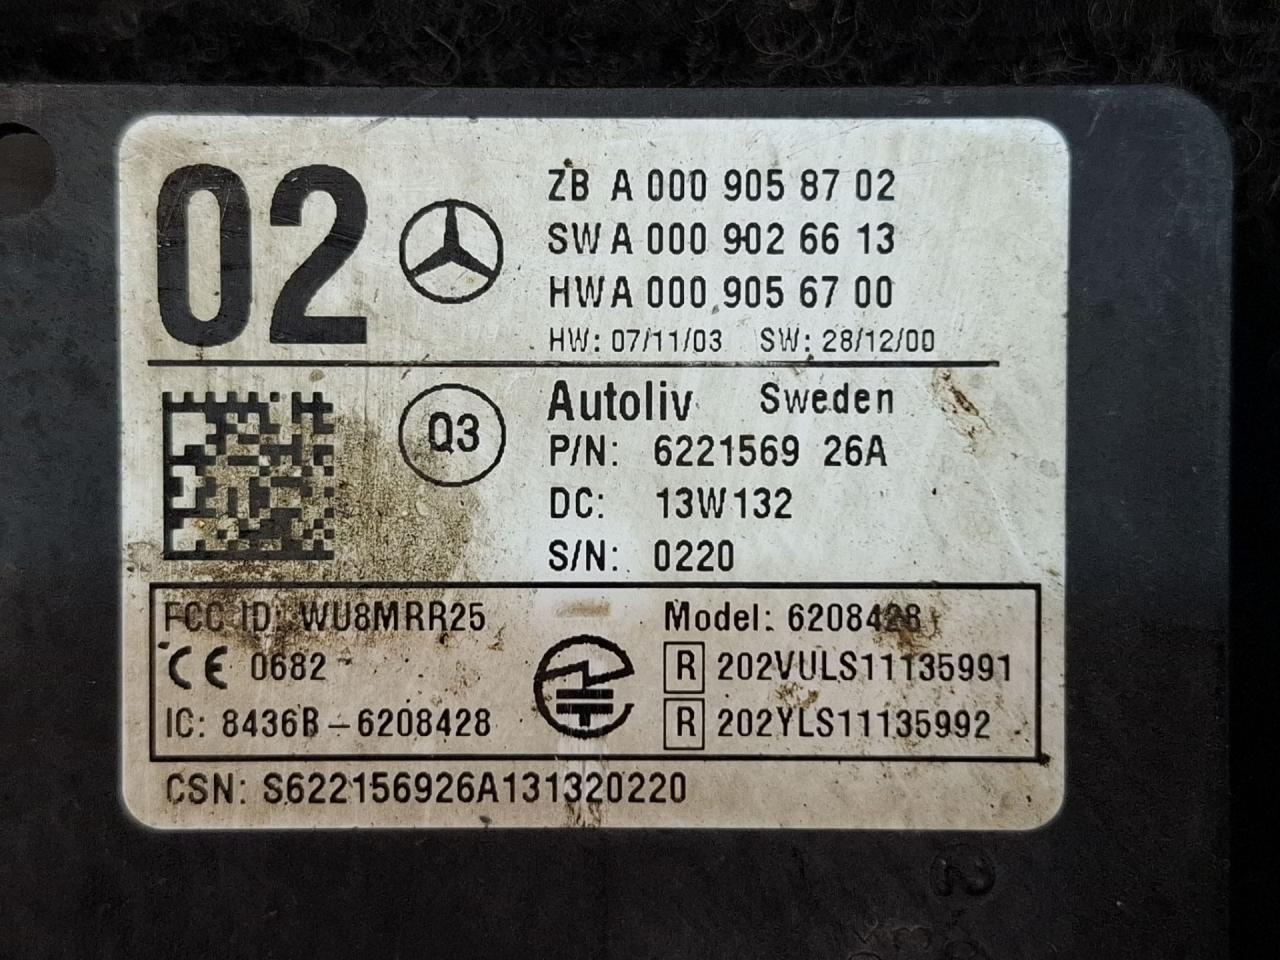 02
ZB A 000 905 87 02
SW A 000 902 66 13
HW A 000 905 67 00
HW: 07/11/03 SW: 28/12/00
Q3
Autoliv Sweden
P/N: 6221569 26A
DC: 13W132
S/N: 0220
FCC ID: WU8MRR25
Model: 6208428
CE 0682
R 202VULS11135991
IC: 8436B-6208428
R 202YLS11135992
CSN: S622156926A131320220